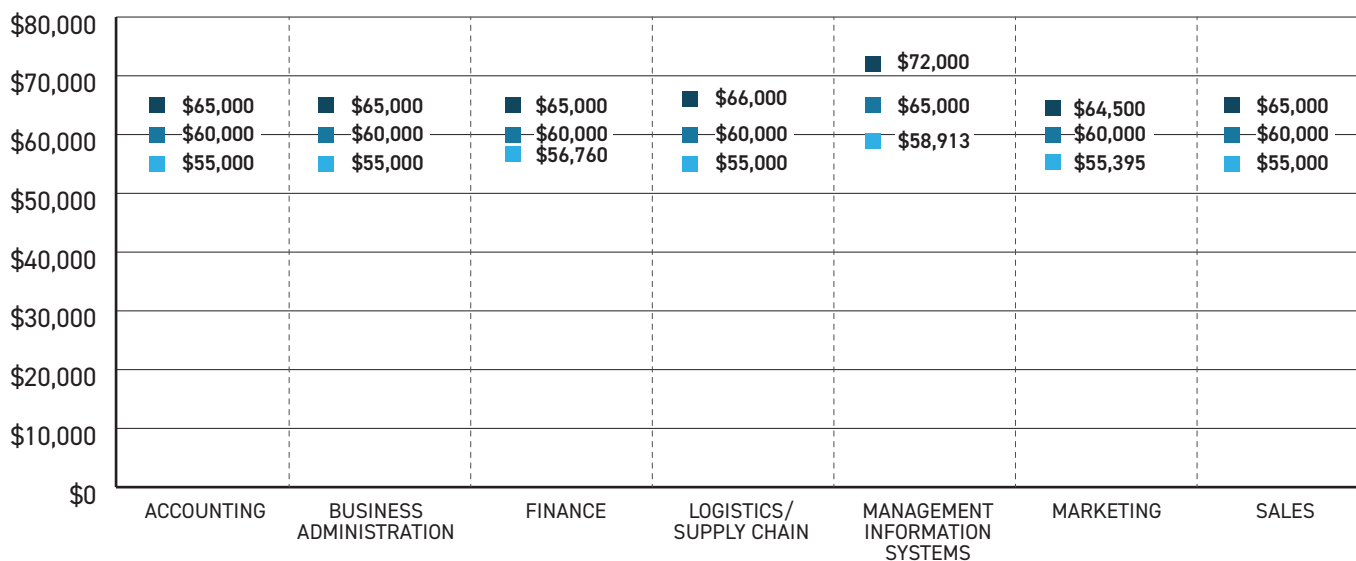 $80,000
$70,000
$60,000
$50,000
$40,000
$30,000
$20,000
$10,000
$0
$65,000
$60,000
$55,000
$65,000
$60,000
$55,000
$65,000
$60,000
$56,760
$66,000
$60,000
$55,000
$72,000
$65,000
$58,913
$64,500
$60,000
$55,395
$65,000
$60,000
$55,000
ACCOUNTING
BUSINESS
ADMINISTRATION
FINANCE
LOGISTICS/
SUPPLY CHAIN
MANAGEMENT
INFORMATION
SYSTEMS
MARKETING
SALES